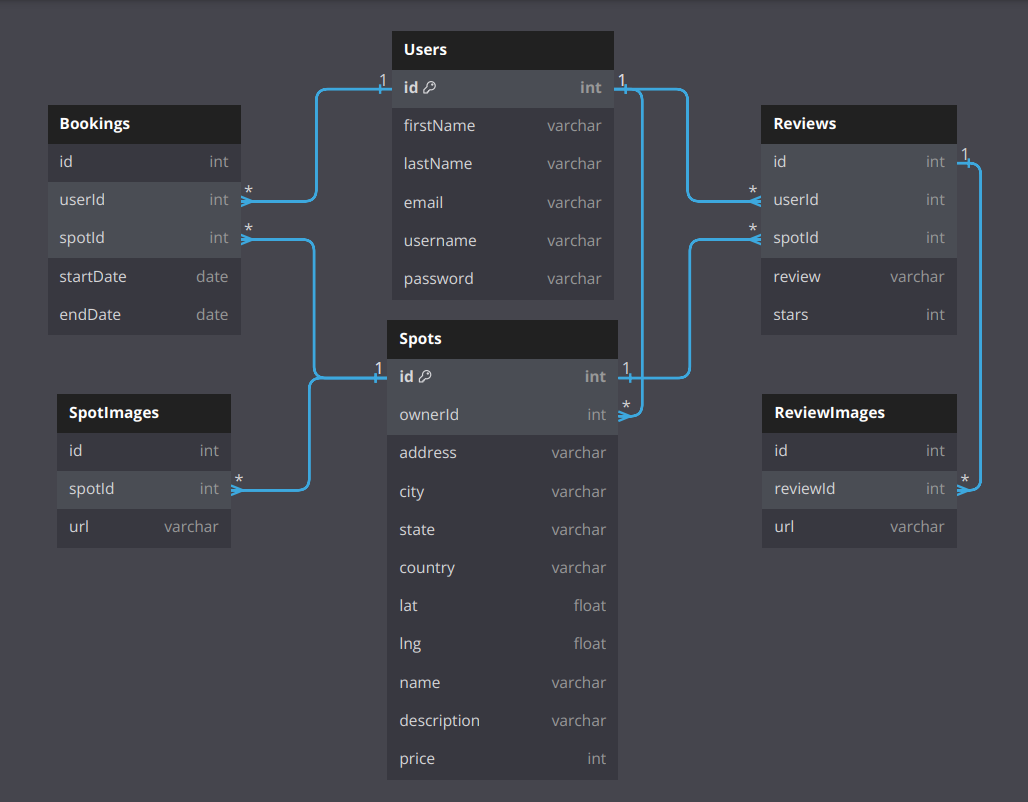 Users
id int
firstName varchar
lastName varchar
email varchar
username varchar
password varchar
Bookings
id int
userId int
spotId int
startDate date
endDate date
Reviews
id int
userId int
spotId int
review varchar
stars int
Spots
id int
ownerId int
address varchar
city varchar
state varchar
country varchar
lat float
lng float
name varchar
description varchar
price int
SpotImages
id int
spotId int
url varchar
ReviewImages
id int
reviewId int
url varchar
1
1
*
*
*
*
1
1
1
*
*
*